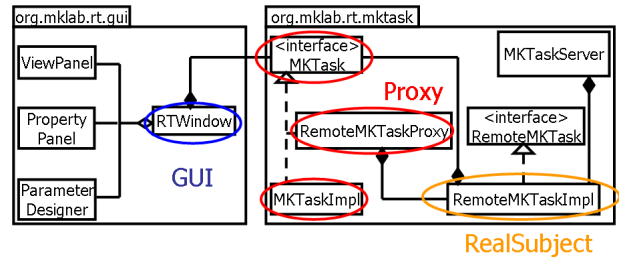 org.mklab.rt.gui
org.mklab.rt.mktask
ViewPanel
Property
Panel
Parameter
Designer
RTWindow
GUI
<interface>
MKTask
Proxy
RemoteMKTaskProxy
MKTaskImpl
MKTaskServer
<interface>
RemoteMKTask
RemoteMKTaskImpl
RealSubject